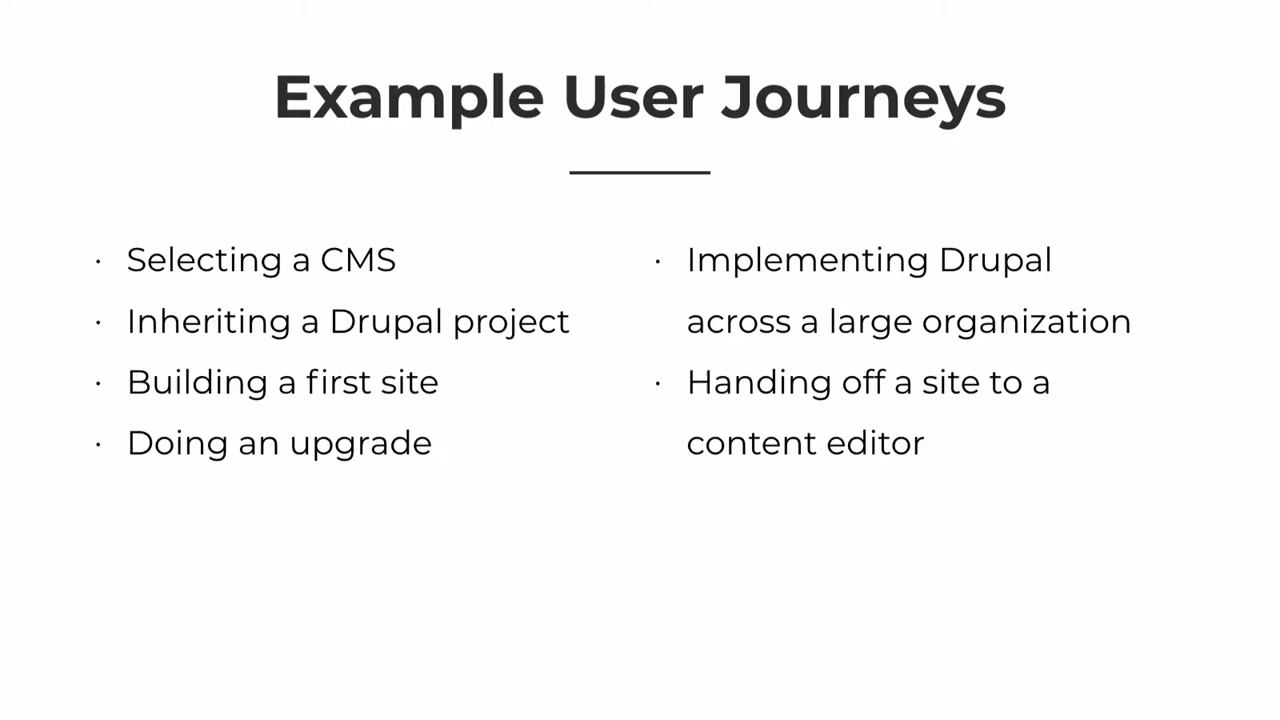 Example User Journeys
· Selecting a CMS
· Inheriting a Drupal project
· Building a first site
· Doing an upgrade
· Implementing Drupal
across a large organization
· Handing off a site to a
content editor